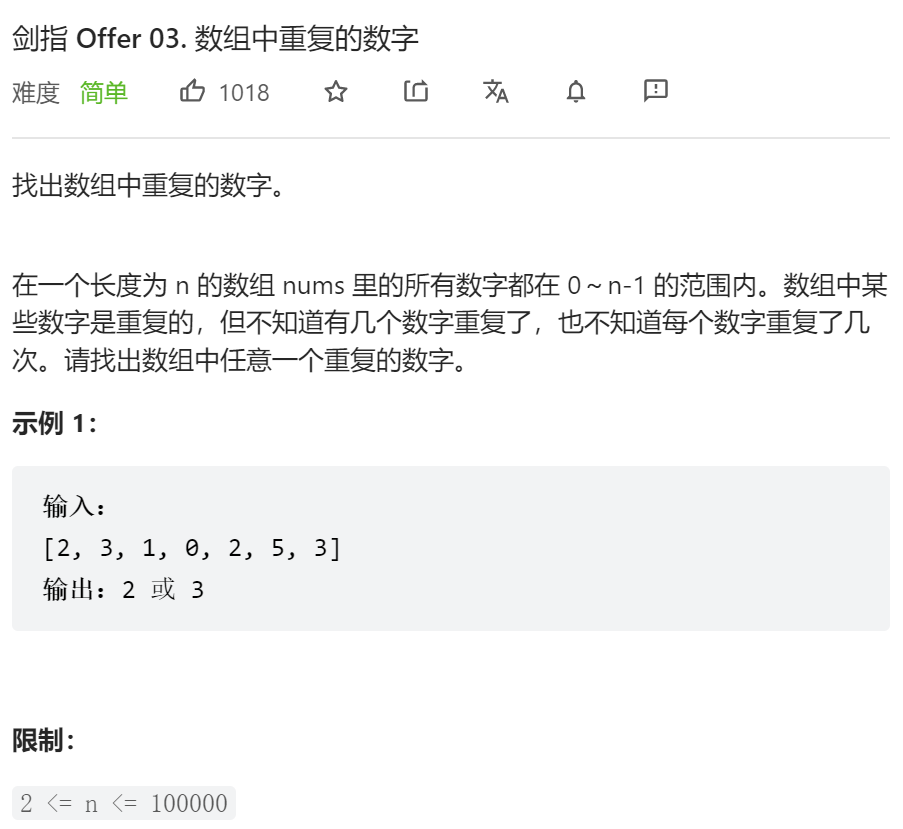 剑指 Offer 03. 数组中重复的数字
难度 简单 1018
找出数组中重复的数字。
在一个长度为 n 的数组 nums 里的所有数字都在 0～n-1 的范围内。数组中某
些数字是重复的，但不知道有几个数字重复了，也不知道每个数字重复了几
次。请找出数组中任意一个重复的数字。
示例 1：
输入：
[2, 3, 1, 0, 2, 5, 3]
输出：2 或 3
限制：
2 <= n <= 100000